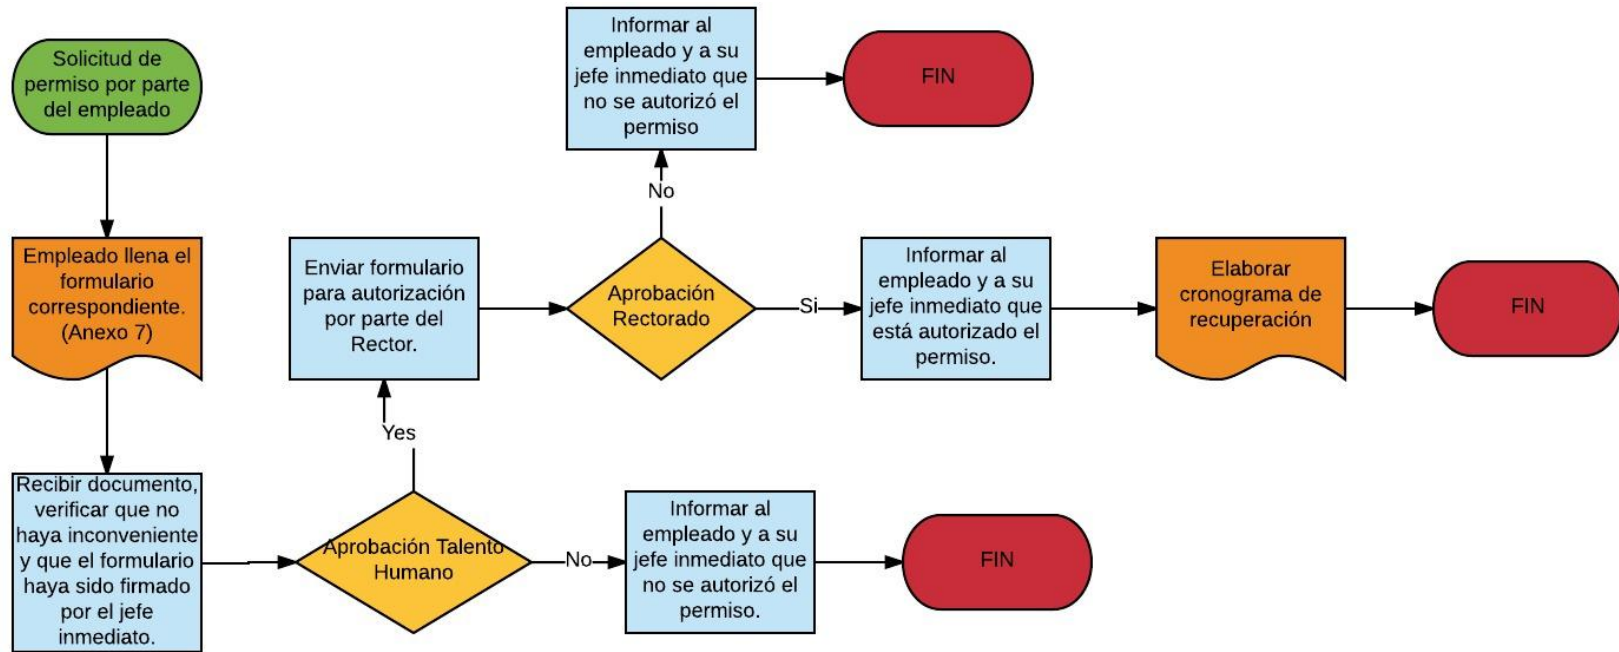 Solicitud de
permiso por parte
del empleado
Empleado llena el
formulario
correspondiente.
(Anexo 7)
Recibir documento,
verificar que no
haya inconveniente
y que el formulario
haya sido firmado
por el jefe
inmediato.
Aprobación Talento
Humano
Yes
Enviar formulario
para autorización
por parte del
Rector.
No
Informar al
empleado y a su
jefe inmediato que
no se autorizó el
permiso.
FIN
Aprobación
Rectorado
No
Informar al
empleado y a su
jefe inmediato que
no se autorizó el
permiso
FIN
Si
Informar al
empleado y a su
jefe inmediato que
está autorizado el
permiso.
Elaborar
cronograma de
recuperación
FIN